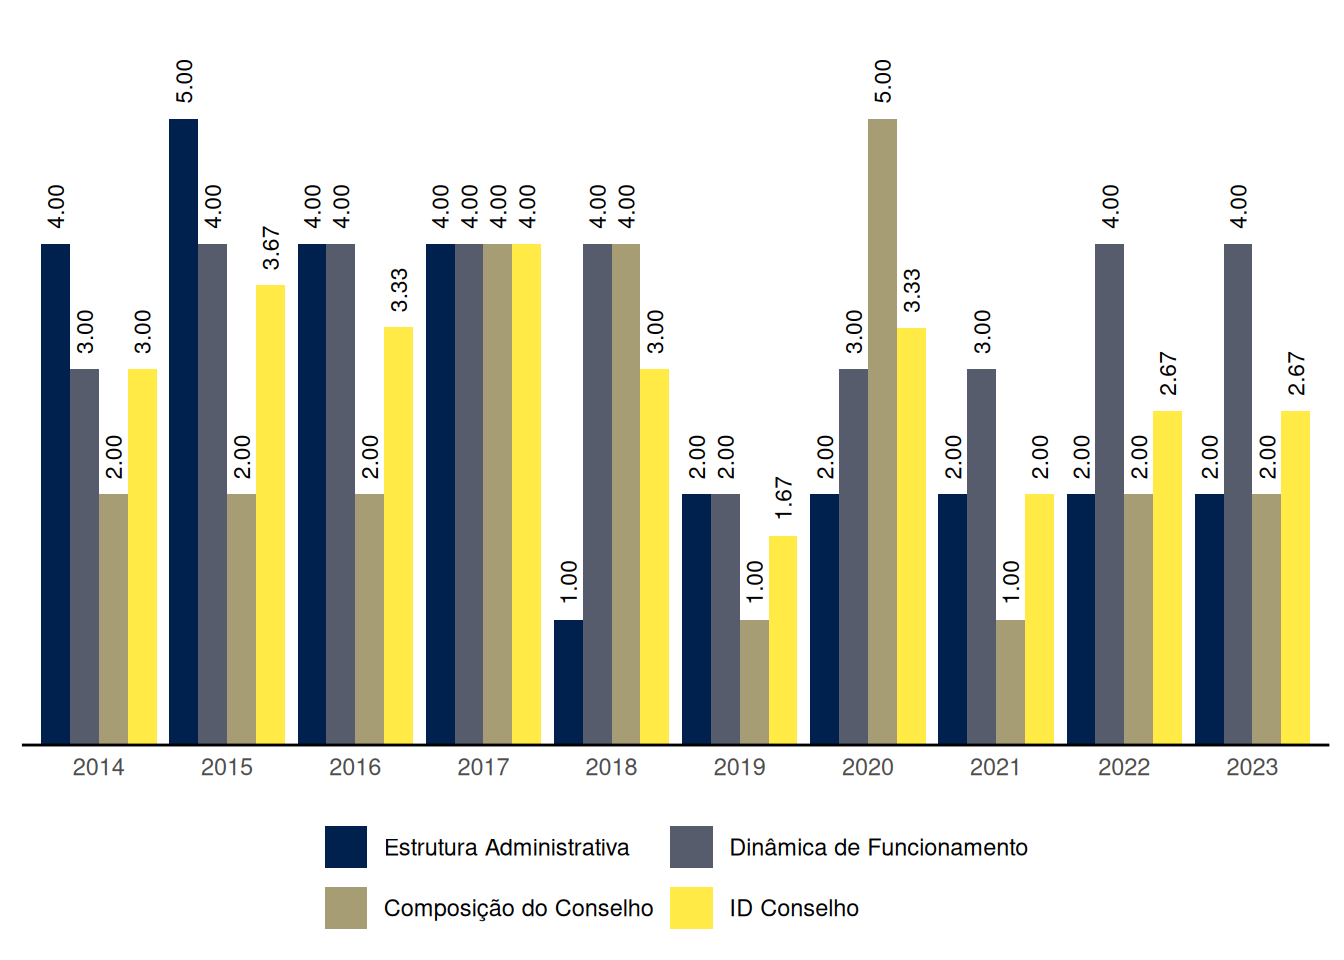 5.00 5.00
4.00 4.00 4.00 4.00 4.00 4.00 4.00 4.00 4.00 4.00 4.00 4.00
3.67
3.00 3.00 3.33 3.00 3.00 3.33 3.00 2.67 2.67
2.00 2.00 2.00 2.00 2.00 2.00 2.00 2.00 2.00 2.00 2.00 2.00
1.67
1.00 1.00 1.00
2014 2015 2016 2017 2018 2019 2020 2021 2022 2023
Estrutura Administrativa Dinâmica de Funcionamento
Composição do Conselho ID Conselho